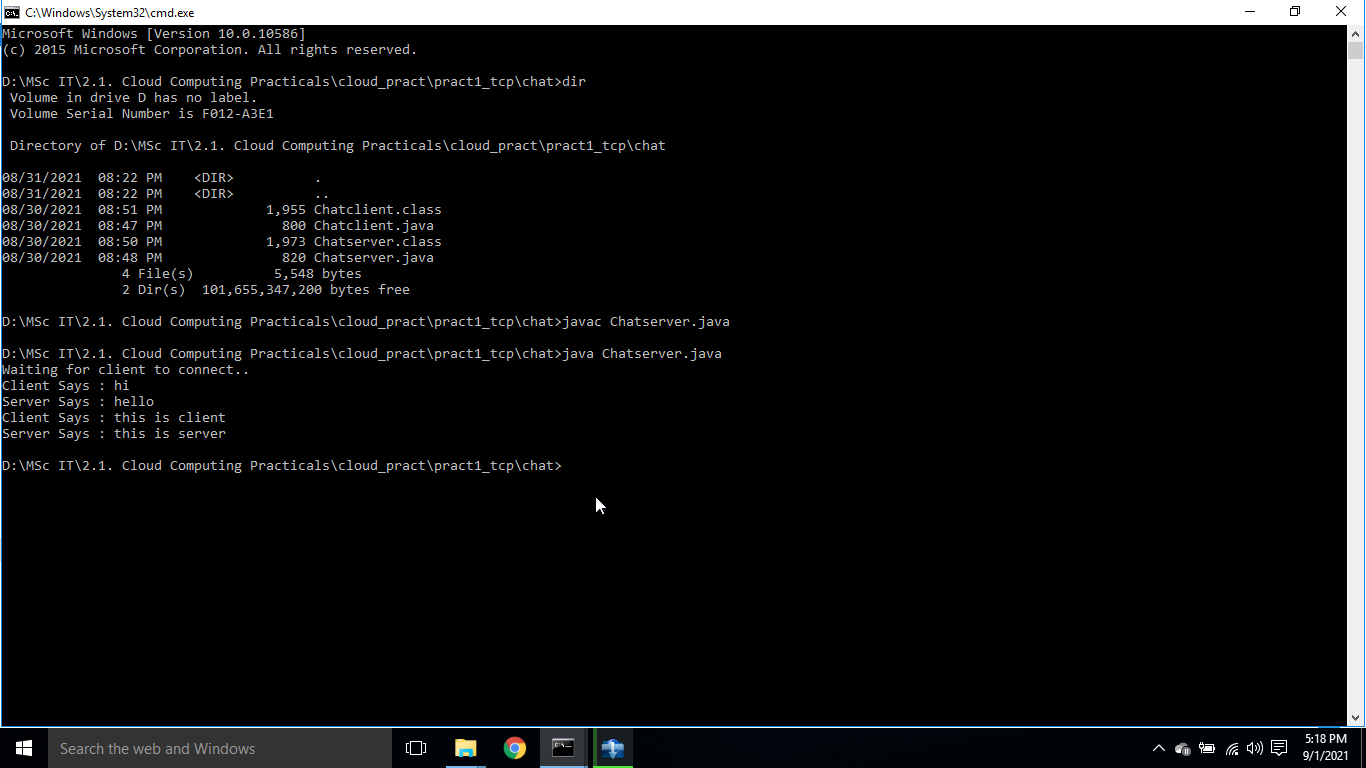 C:\Windows\System32\cmd.exe
Microsoft Windows [Version 10.0.10586]
(c) 2015 Microsoft Corporation. All rights reserved.
D:\MSc IT\2.1. Cloud Computing Practicals\cloud_pract\pract1_tcp\chat>dir
 Volume in drive D has no label.
 Volume Serial Number is F012-A3E1
 Directory of D:\MSc IT\2.1. Cloud Computing Practicals\cloud_pract\pract1_tcp\chat
08/31/2021  08:22 PM    <DIR>          .
08/31/2021  08:22 PM    <DIR>          ..
08/30/2021  08:51 PM             1,955 Chatclient.class
08/30/2021  08:47 PM               800 Chatclient.java
08/30/2021  08:50 PM             1,973 Chatserver.class
08/30/2021  08:48 PM               820 Chatserver.java
               4 File(s)          5,548 bytes
               2 Dir(s)  101,655,347,200 bytes free
D:\MSc IT\2.1. Cloud Computing Practicals\cloud_pract\pract1_tcp\chat>javac Chatserver.java
D:\MSc IT\2.1. Cloud Computing Practicals\cloud_pract\pract1_tcp\chat>java Chatserver.java
Waiting for client to connect..
Client Says : hi
Server Says : hello
Client Says : this is client
Server Says : this is server
D:\MSc IT\2.1. Cloud Computing Practicals\cloud_pract\pract1_tcp\chat>
Search the web and Windows
5:18 PM
9/1/2021